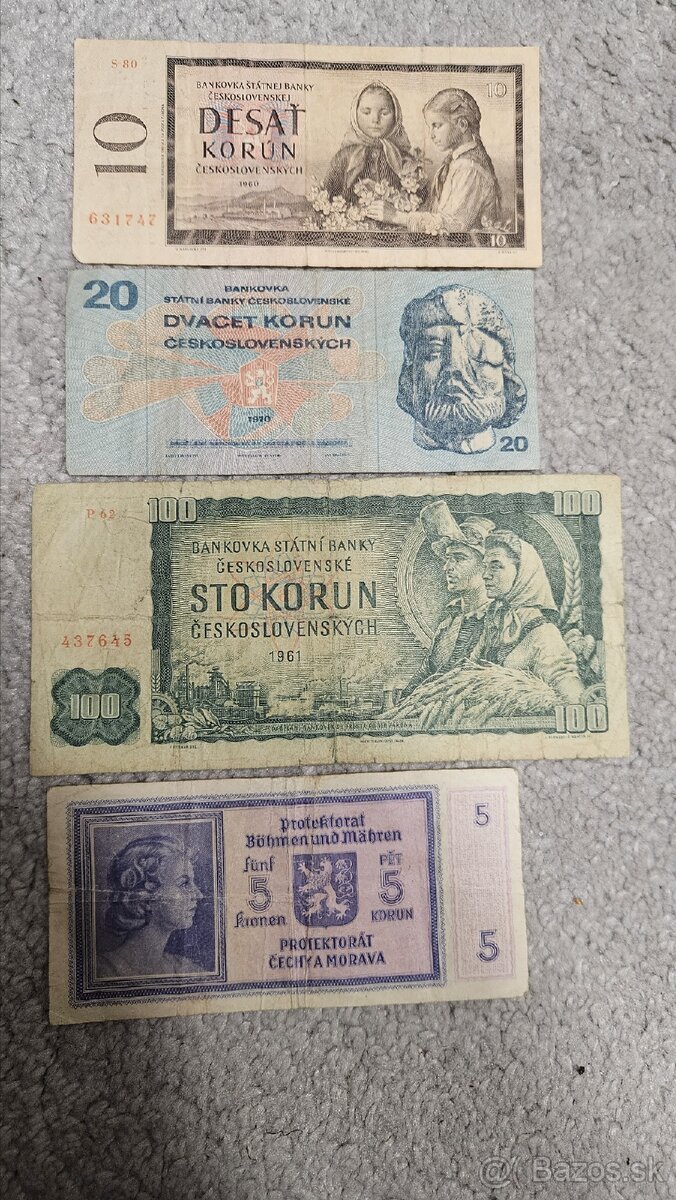 S 80
10
BANKOVKA ŠTÁTNEJ BANKY
ČESKOSLOVENSKEJ
DESAŤ
KORÚN
ČESKOSLOVENSKÝCH
1960
631747
10
10
20
BANKOVKA
STÁTNÍ BANKY ČESKOSLOVENSKÉ
DVACET KORUN
ČESKOSLOVENSKÝCH
1970
20
P 62
100
100
BANKOVKA STÁTNÍ BANKY
ČESKOSLOVENSKÉ
STO KORUN
ČESKOSLOVENSKÝCH
1961
437645
100
100
Protektorat
Böhmen und Mähren
fünf
5
Kronen
PĚT
5
KORUN
PROTEKTORÁT
ČECHY A MORAVA
5
5
@ Bazos.sk